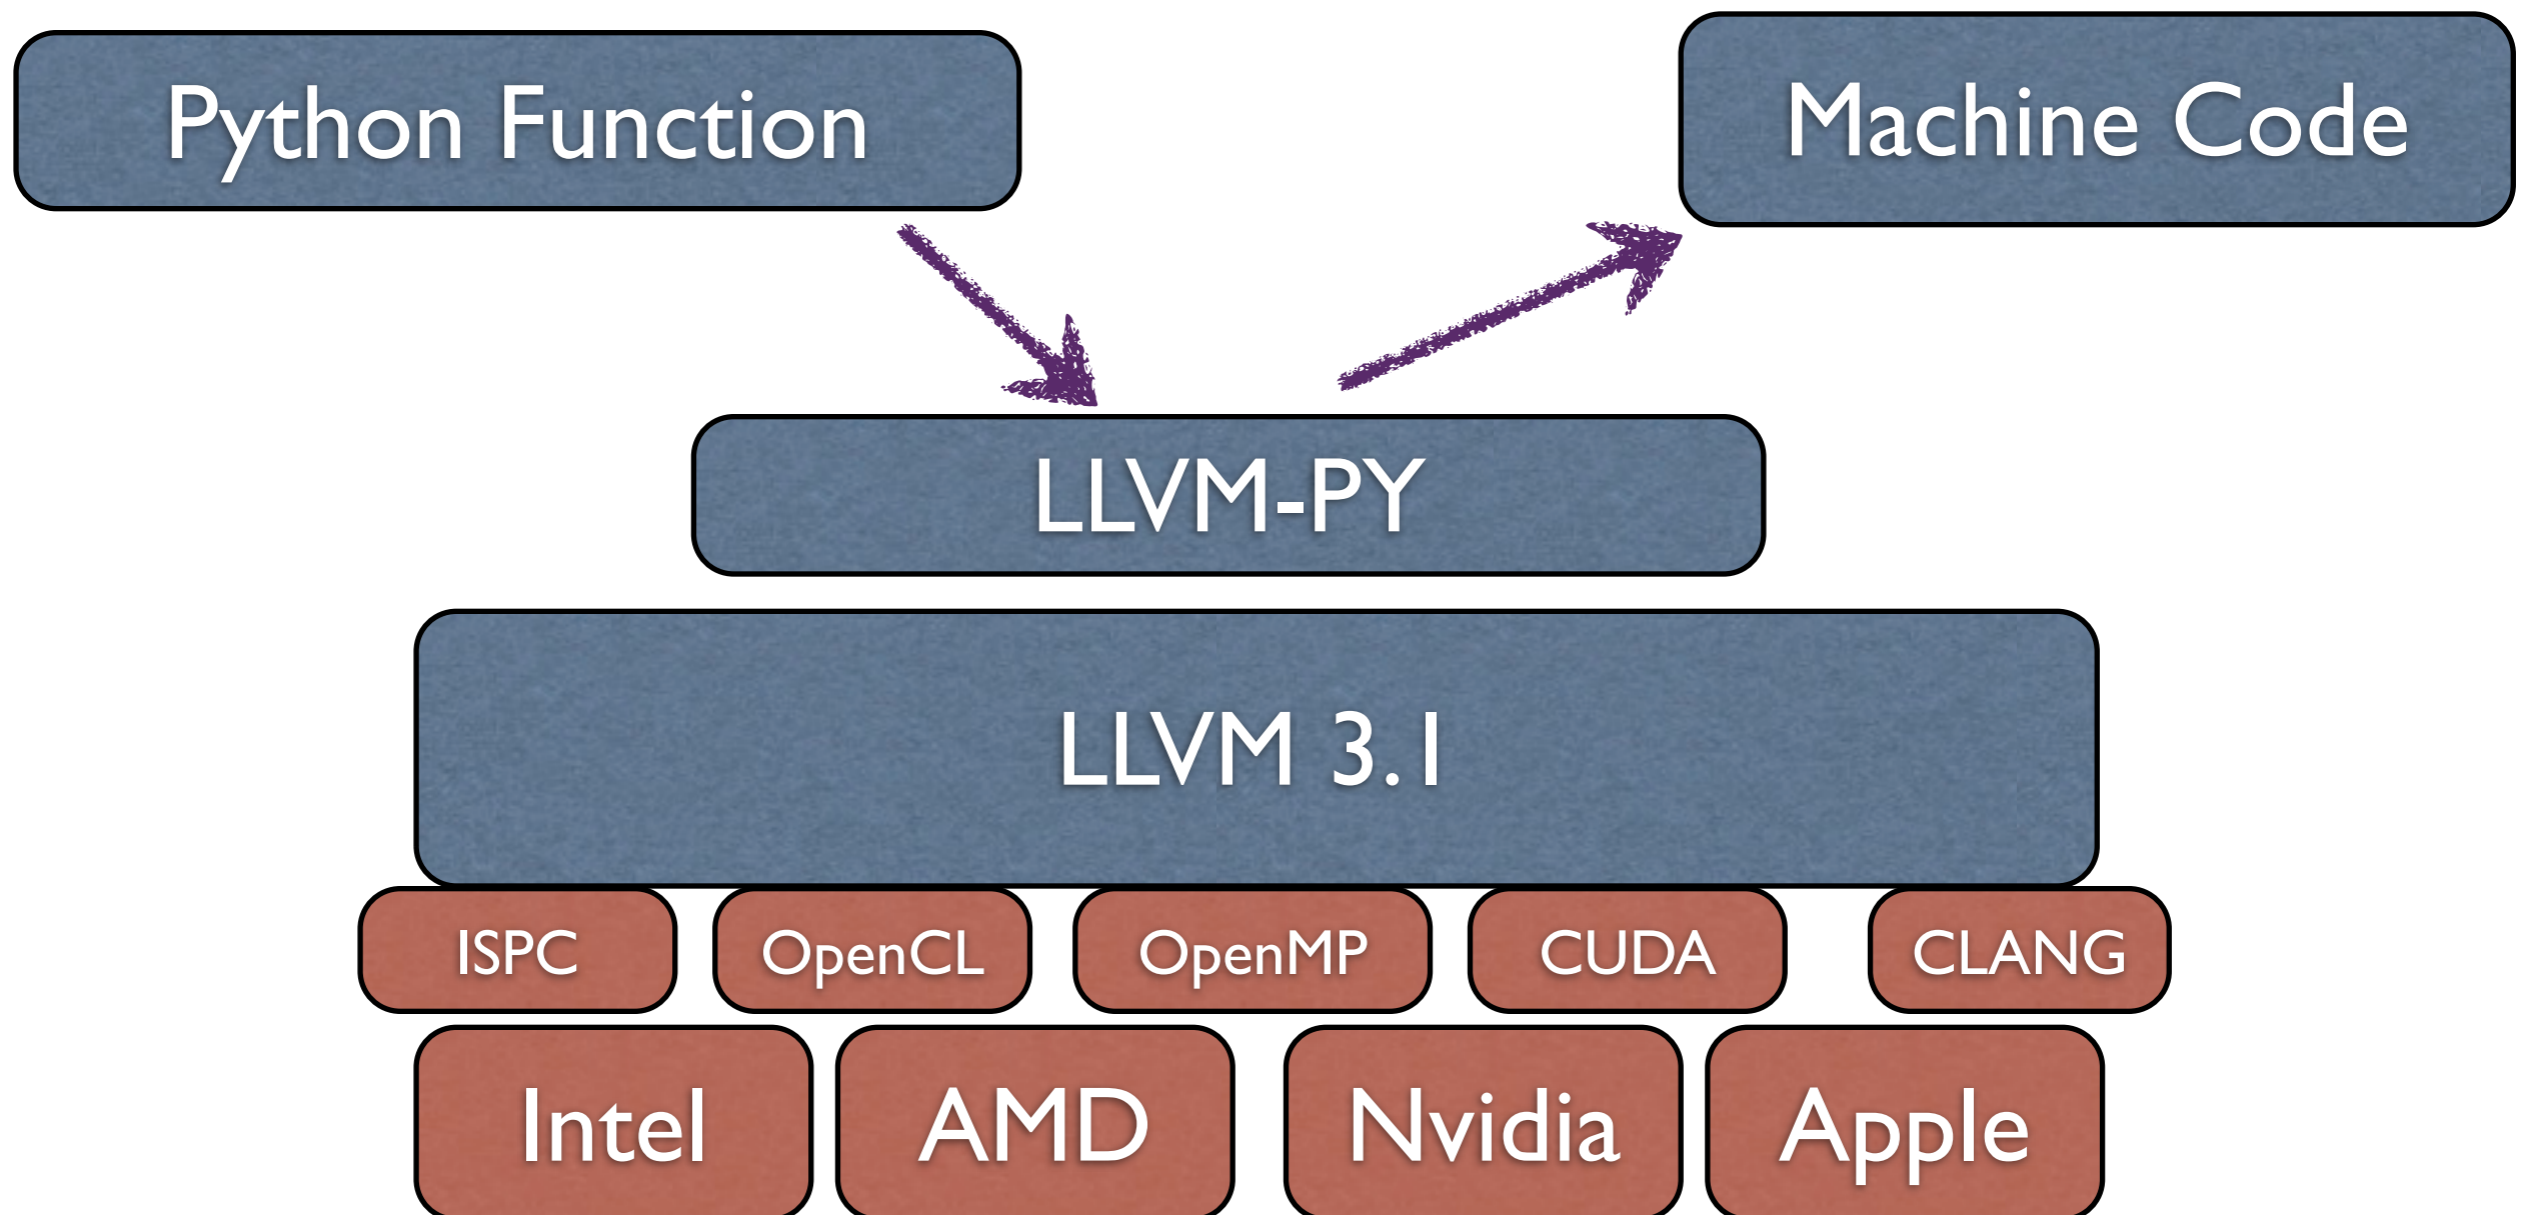 Python Function
Machine Code
LLVM-PY
LLVM 3.1
ISPC
OpenCL
OpenMP
CUDA
CLANG
Intel
AMD
Nvidia
Apple